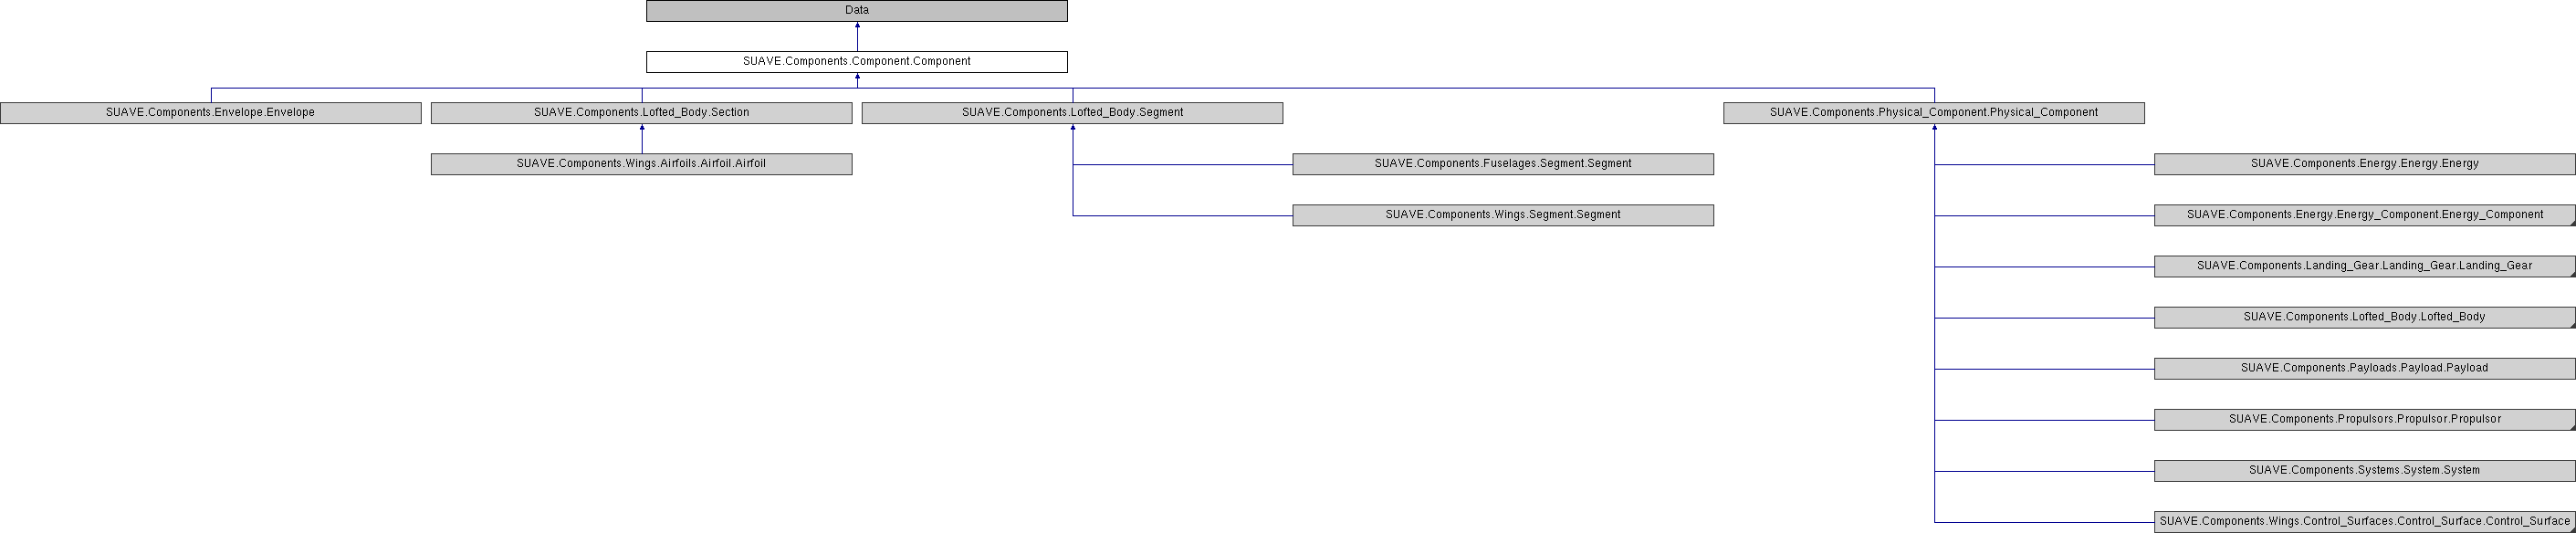 Data
SUAVE.Components.Component.Component
SUAVE.Components.Envelope.Envelope
SUAVE.Components.Lofted_Body.Section
SUAVE.Components.Lofted_Body.Segment
SUAVE.Components.Physical_Component.Physical_Component
SUAVE.Components.Wings.Airfoils.Airfoil.Airfoil
SUAVE.Components.Fuselages.Segment.Segment
SUAVE.Components.Energy.Energy.Energy
SUAVE.Components.Wings.Segment.Segment
SUAVE.Components.Energy.Energy_Component.Energy_Component
SUAVE.Components.Landing_Gear.Landing_Gear.Landing_Gear
SUAVE.Components.Lofted_Body.Lofted_Body
SUAVE.Components.Payloads.Payload.Payload
SUAVE.Components.Propulsors.Propulsor.Propulsor
SUAVE.Components.Systems.System.System
SUAVE.Components.Wings.Control_Surfaces.Control_Surface.Control_Surface